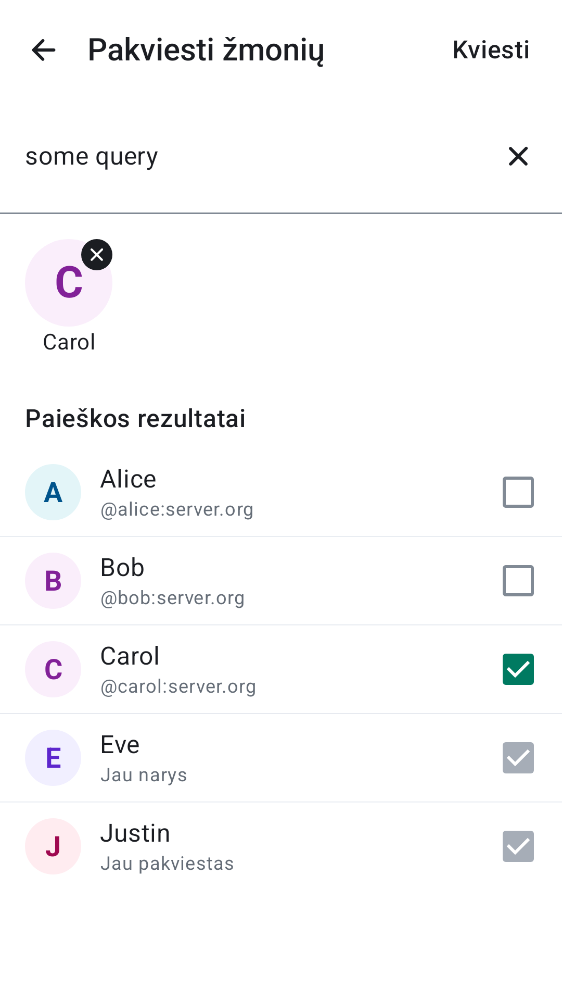 Pakviesti žmonių
Kviesti
some query
C
Carol
Paieškos rezultatai
A
Alice
@alice:server.org
B
Bob
@bob:server.org
C
Carol
@carol:server.org
E
Eve
Jau narys
J
Justin
Jau pakviestas